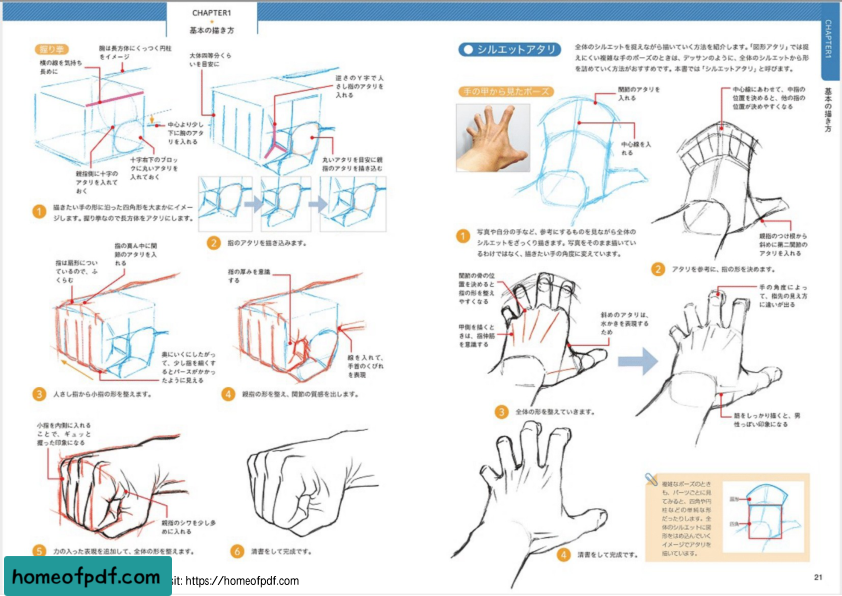 CHAPTER1
基本の描き方
握り拳
腕は長方体にくっつく円柱
をイメージ
横の線を気持ち
長めに
中心より少し
下に腕のアタ
リを入れる
十字右下のブロッ
クに丸いアタリを
入れておく
親指側に十字の
アタリを入れて
おく
1 描きたい手の形に沿った四角形を大まかにイメー
ジします。握り拳なので長方体をアタリにします。
大体四等分くら
いを目安に
逆さのY字で人
さし指のアタリを
入れる
丸いアタリを目安に親
指のアタリを描き込む
2 指のアタリを描き込みます。
指の真ん中に関
節のアタリを入
れる
指は扇形につい
ているので、ふ
くらむ
奥にいくにしたがっ
て、少し指を細くす
るとパースがかかっ
たように見える
3 人さし指から小指の形を整えます。
指の厚みを意識
する
線を入れて、
手首のくびれ
を表現
4 親指の形を整え、関節の質感を出します。
小指を内側に入れる
ことで、ギュッと
握った印象になる
親指のシワを少し多
めに入れる
5 力の入った表現を追加して、全体の形を整えます。
6 清書をして完成です。
シルエットアタリ
全体のシルエットを捉えながら描いていく方法を紹介します。「図形アタリ」では捉
えにくい複雑な手のポーズのときは、デッサンのように、全体のシルエットから形
を詰めていく方法がおすすめです。本書では「シルエットアタリ」と呼びます。
手の甲から見たポーズ
関節のアタリを
入れる
中心線を入
れる
1 写真や自分の手など、参考にするものを見ながら全体の
シルエットをざっくり描きます。写真をそのまま描いてい
るわけではなく、描きたい手の角度に変えています。
中心線にあわせて、中指の
位置を決めると、他の指の
位置が決めやすくなる
親指のつけ根から
斜めに第二関節の
アタリを入れる
2 アタリを参考に、指の形を決めます。
関節の骨の位
置を決めると
指の形を整え
やすくなる
甲側を描くと
きは、指伸筋
を意識する
斜めのアタリは、
水かきを表現する
ため
3 全体の形を整えていきます。
手の角度によっ
て、指先の見え方
に違いが出る
筋をしっかり描くと、男
性っぽい印象になる
4 清書をして完成です。
複雑なポーズのとき
も、パーツごとに見
てみると、四角や円
柱などの単純な形
だったりします。全
体のシルエットに図
形をはめ込んでいく
イメージでアタリを
描いています。
扇形
四角
CHAPTER1
基本の描き方
21
homeofpdf.com
sit: https://homeofpdf.com